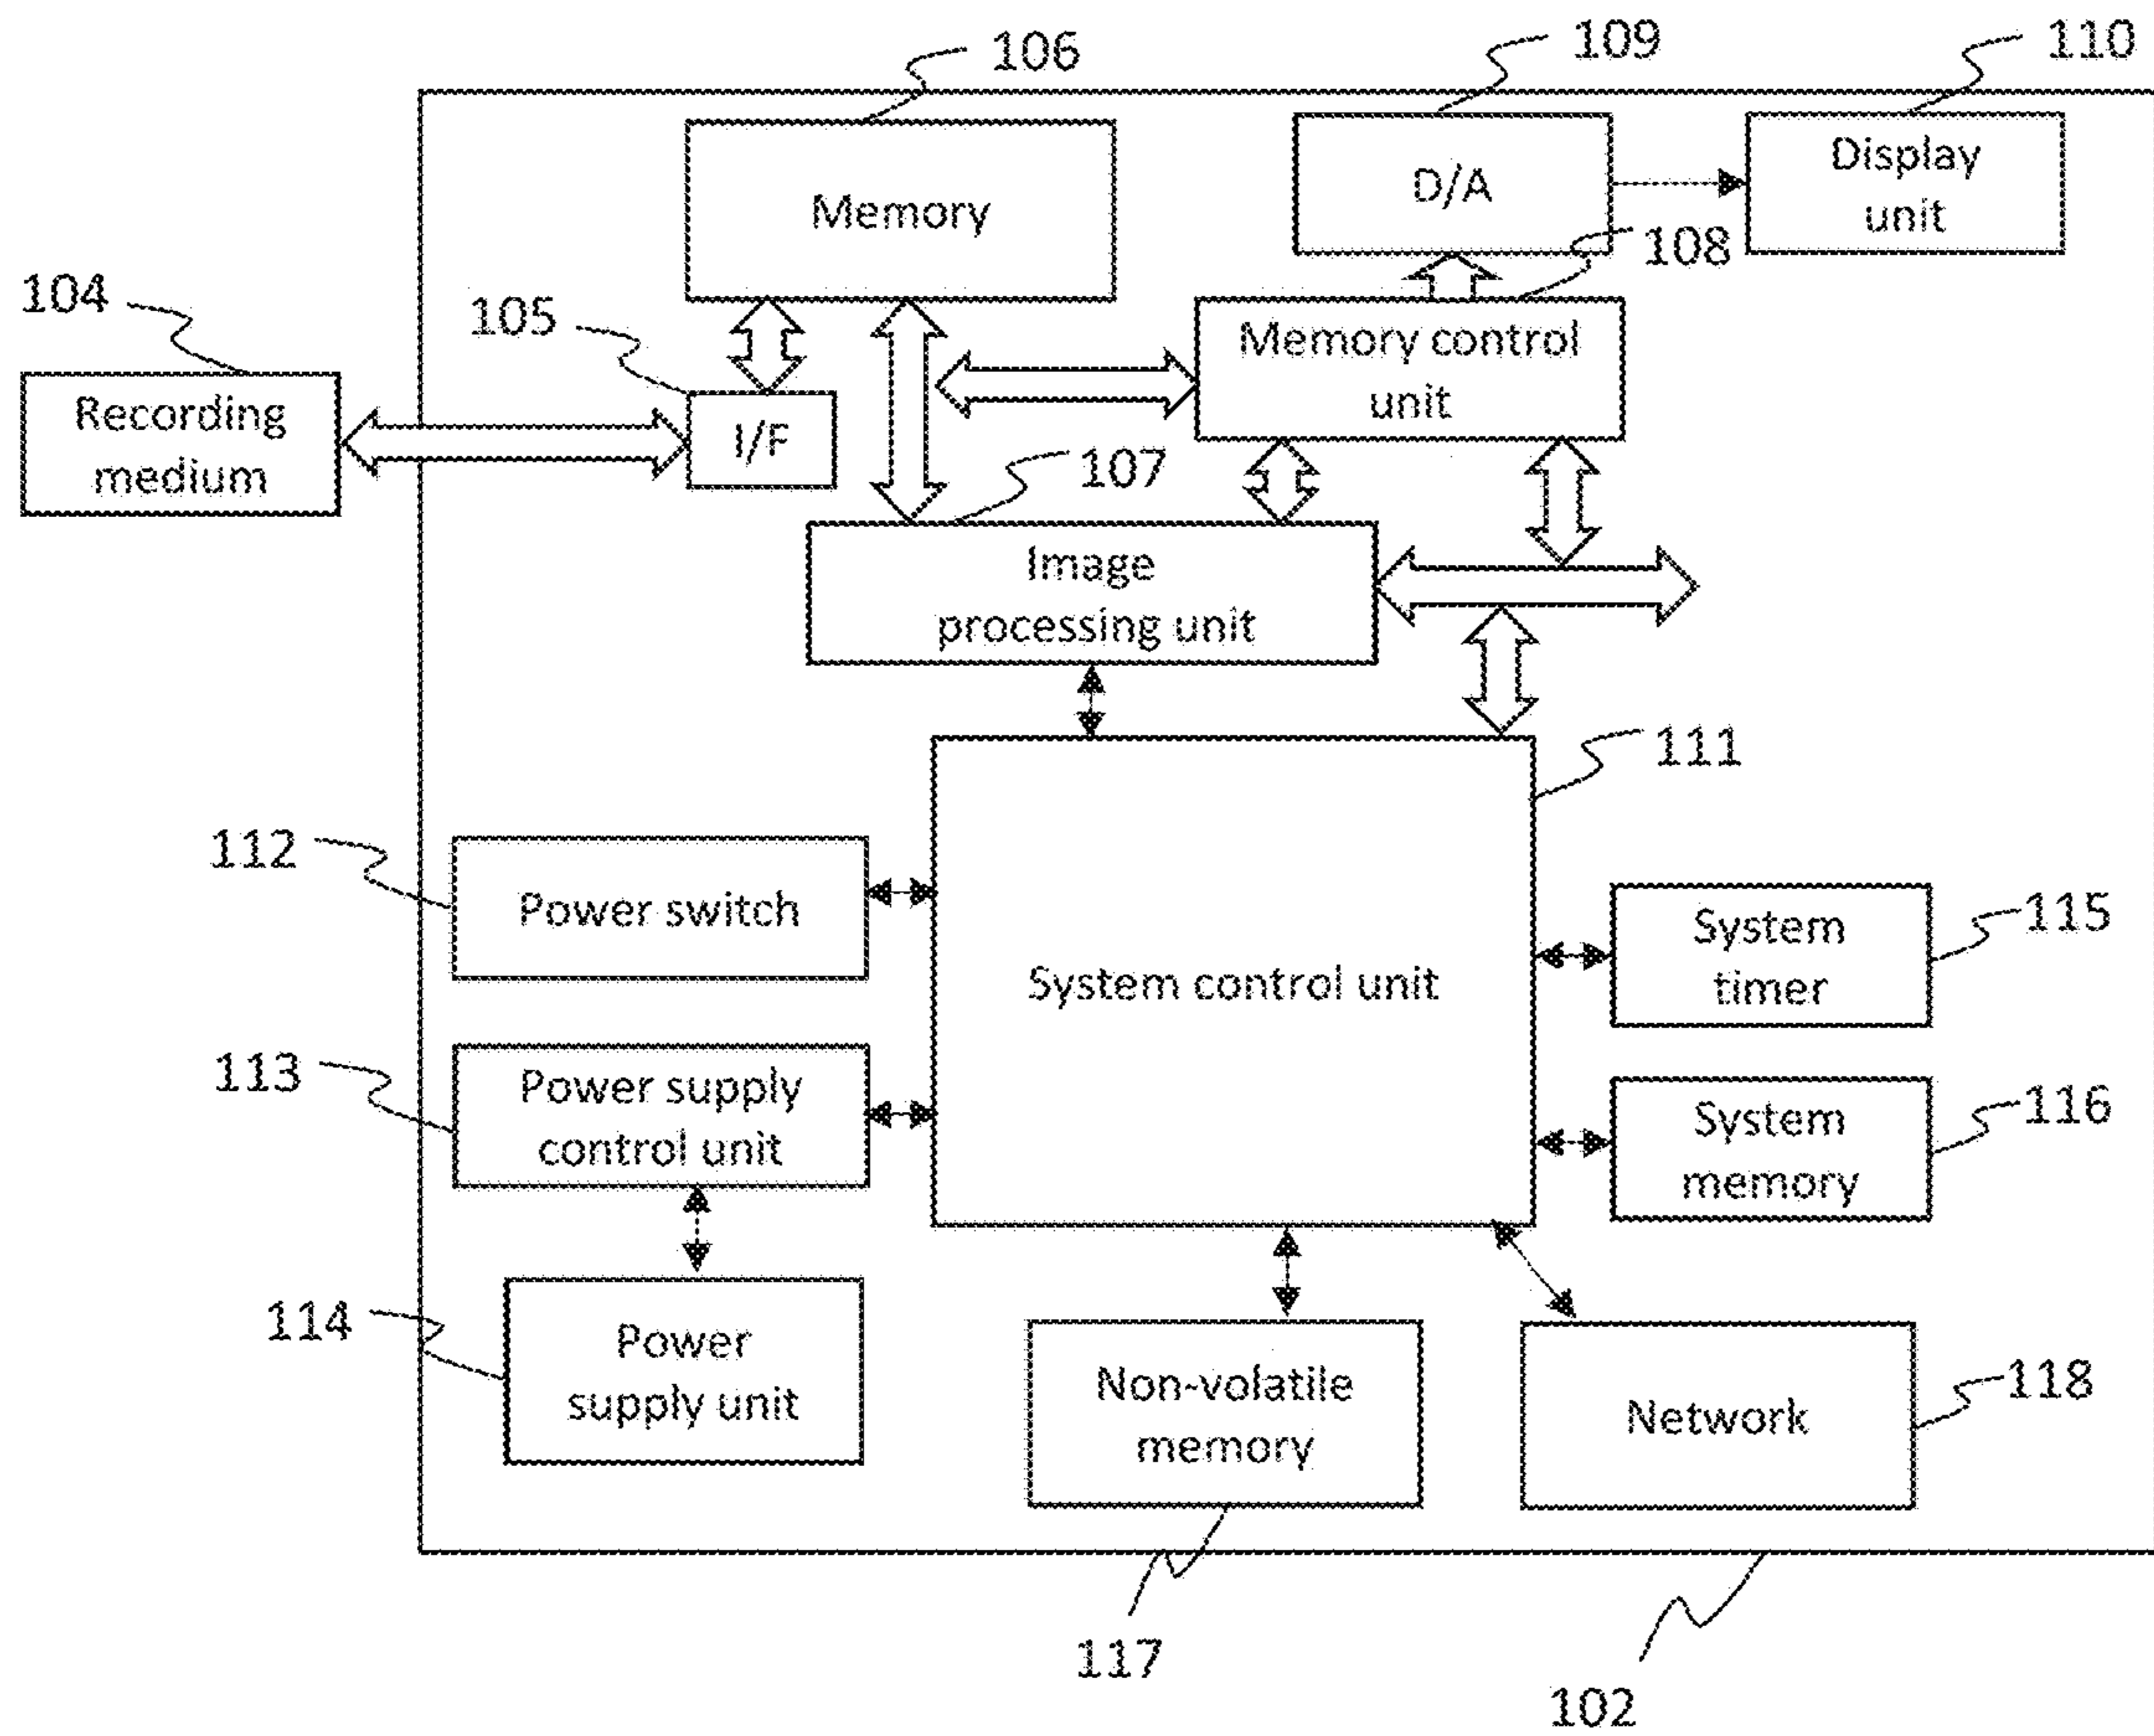 106
109
110
Memory
D/A
Display
unit
108
104
105
Memory control
unit
Recording
medium
I/F
107
Image
processing unit
111
112
Power switch
System control unit
115
System
timer
113
Power supply
control unit
116
System
memory
114
Power
supply unit
Non-volatile
memory
118
Network
117
102